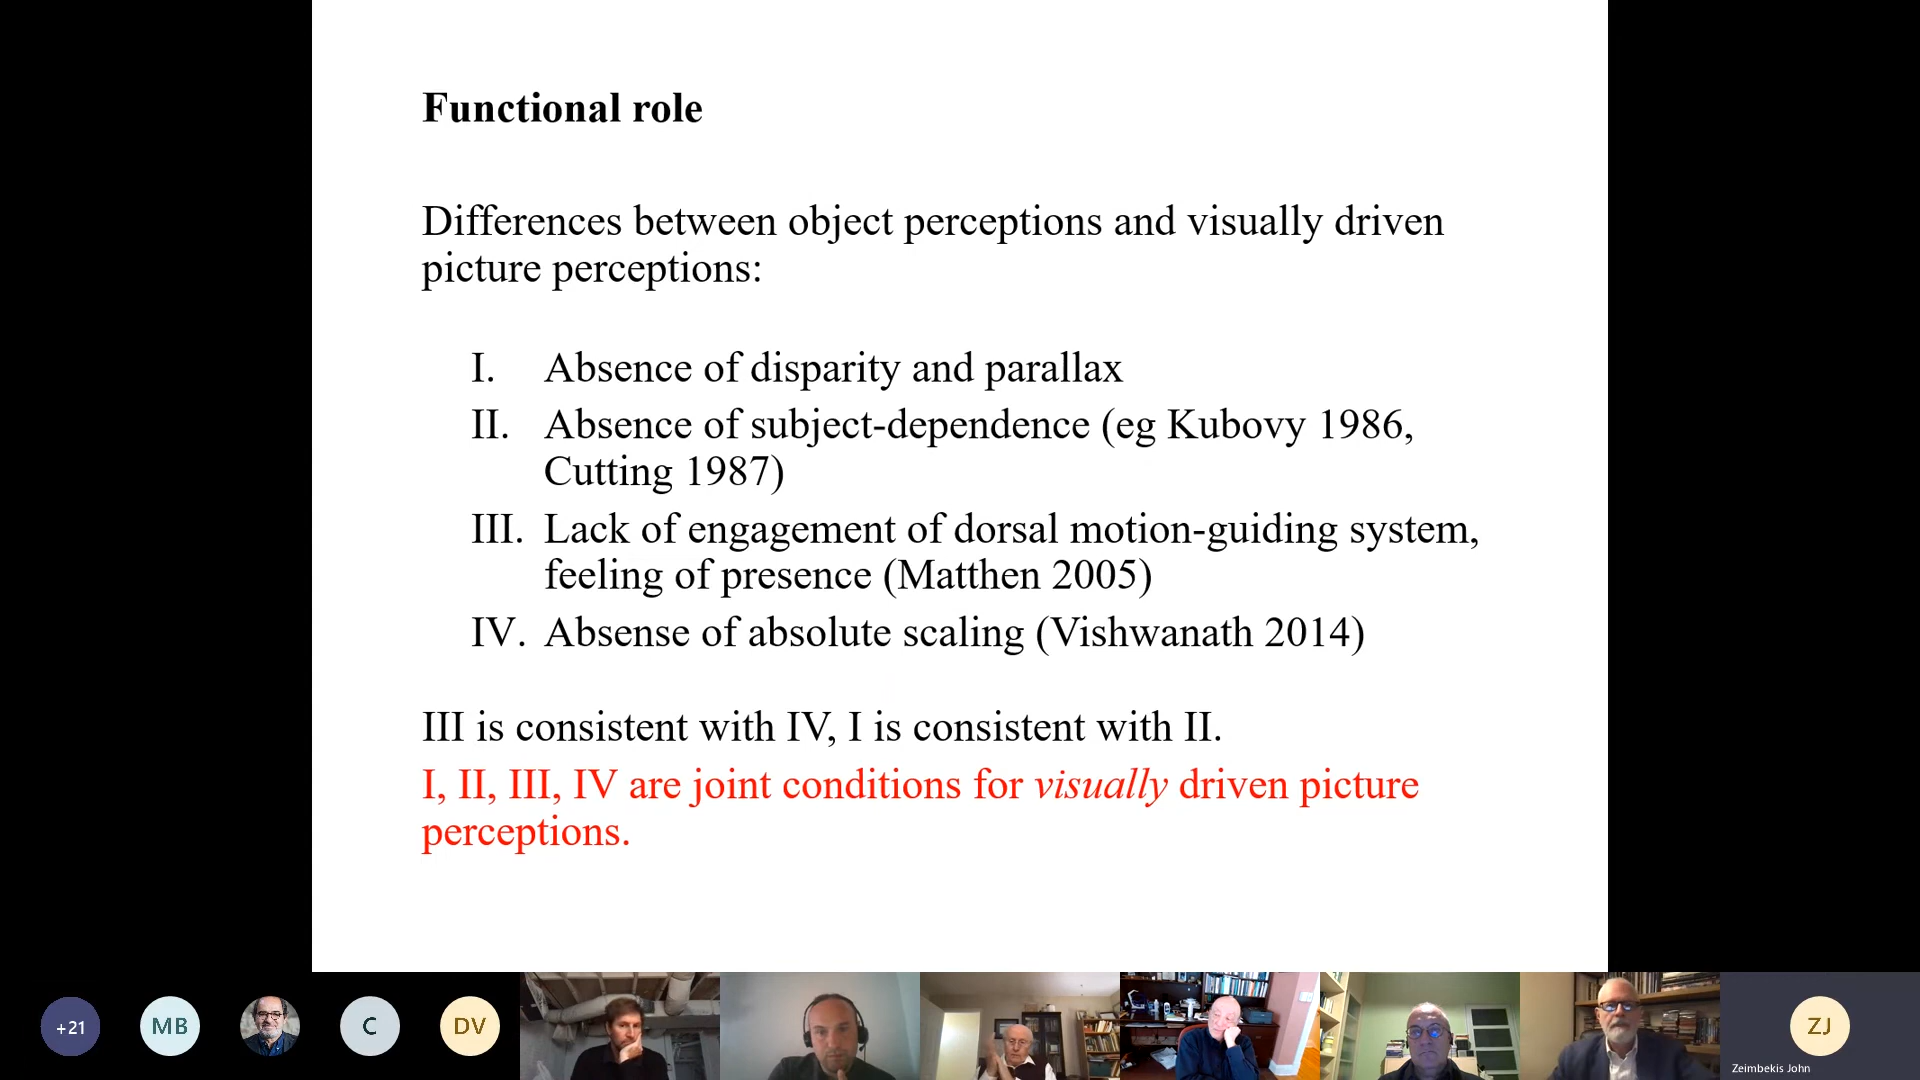 Functional role
Differences between object perceptions and visually driven
picture perceptions:
I. Absence of disparity and parallax
II. Absence of subject-dependence (eg Kubovy 1986,
Cutting 1987)
III. Lack of engagement of dorsal motion-guiding system,
feeling of presence (Matthen 2005)
IV. Absense of absolute scaling (Vishwanath 2014)
III is consistent with IV, I is consistent with II.
I, II, III, IV are joint conditions for visually driven picture
perceptions.
+21
MB
C
DV
ZJ
Zeimbekis John